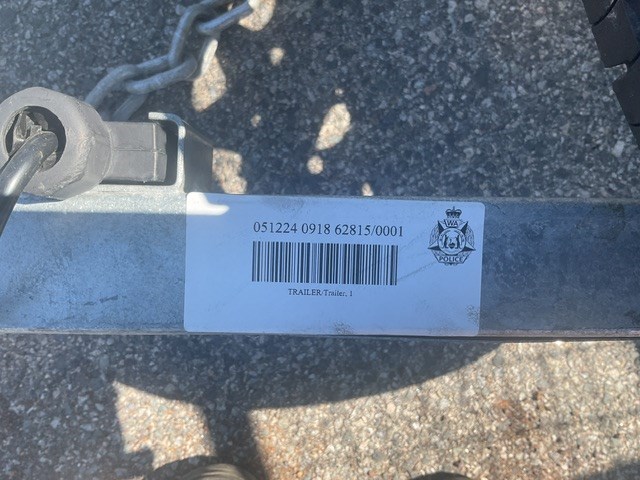 051224 0918 62815/0001
WA
POLICE
TRAILER/Trailer, 1